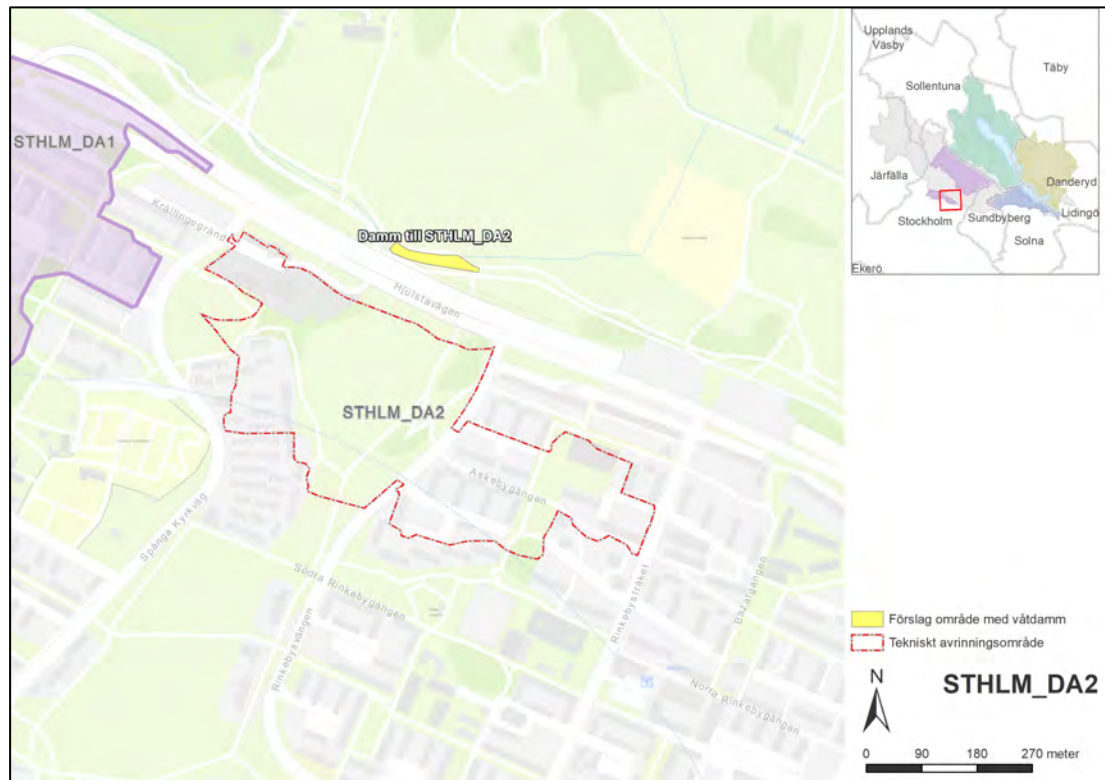 STHLM_DA1
Krällingegränd
Damm till STHLM_DA2
Hjulstavägen
STHLM_DA2
Askebygången
Spånga Kyrkväg
Södra Rinkebygången
Rinkebysvängen
Rinkebystråket
Bazatgången
Norra Rinkebygången
Upplands
Väsby
Täby
Sollentuna
Järfälla
Danderyd
Stockholm
Sundbyberg
Lidingö
Solna
Ekerö
Förslag område med våtdamm
Tekniskt avrinningsområde
N
STHLM_DA2
0 90 180 270 meter